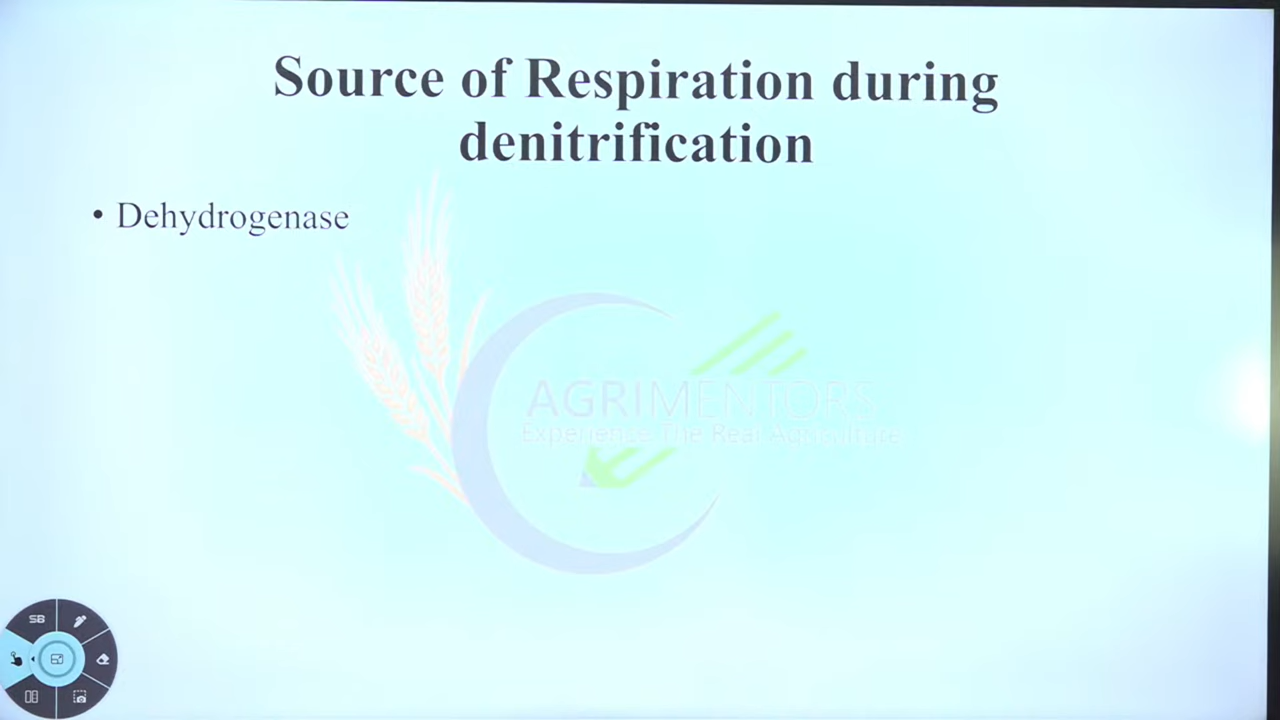 Source of Respiration during
denitrification
• Dehydrogenase
AGRIMENTORS
Experience The Real Agriculture
SB